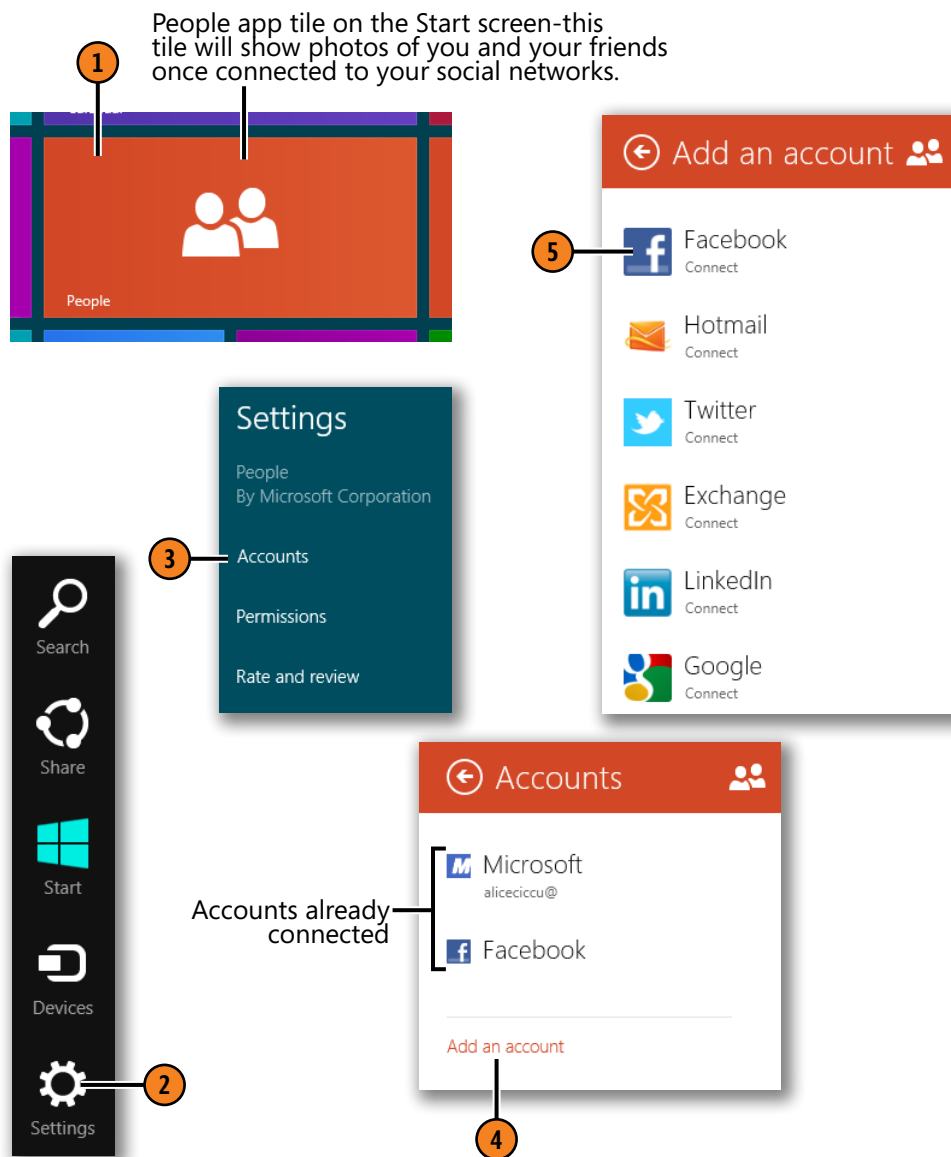 People app tile on the Start screen-this
tile will show photos of you and your friends
once connected to your social networks.
1
People
Add an account
5
Facebook
Connect
Hotmail
Connect
Twitter
Connect
Exchange
Connect
LinkedIn
Connect
Google
Connect
Settings
People
By Microsoft Corporation
3
Accounts
Permissions
Rate and review
Search
Share
Start
Devices
2
Settings
Accounts
Microsoft
aliceciccu@
Facebook
Accounts already
connected
Add an account
4